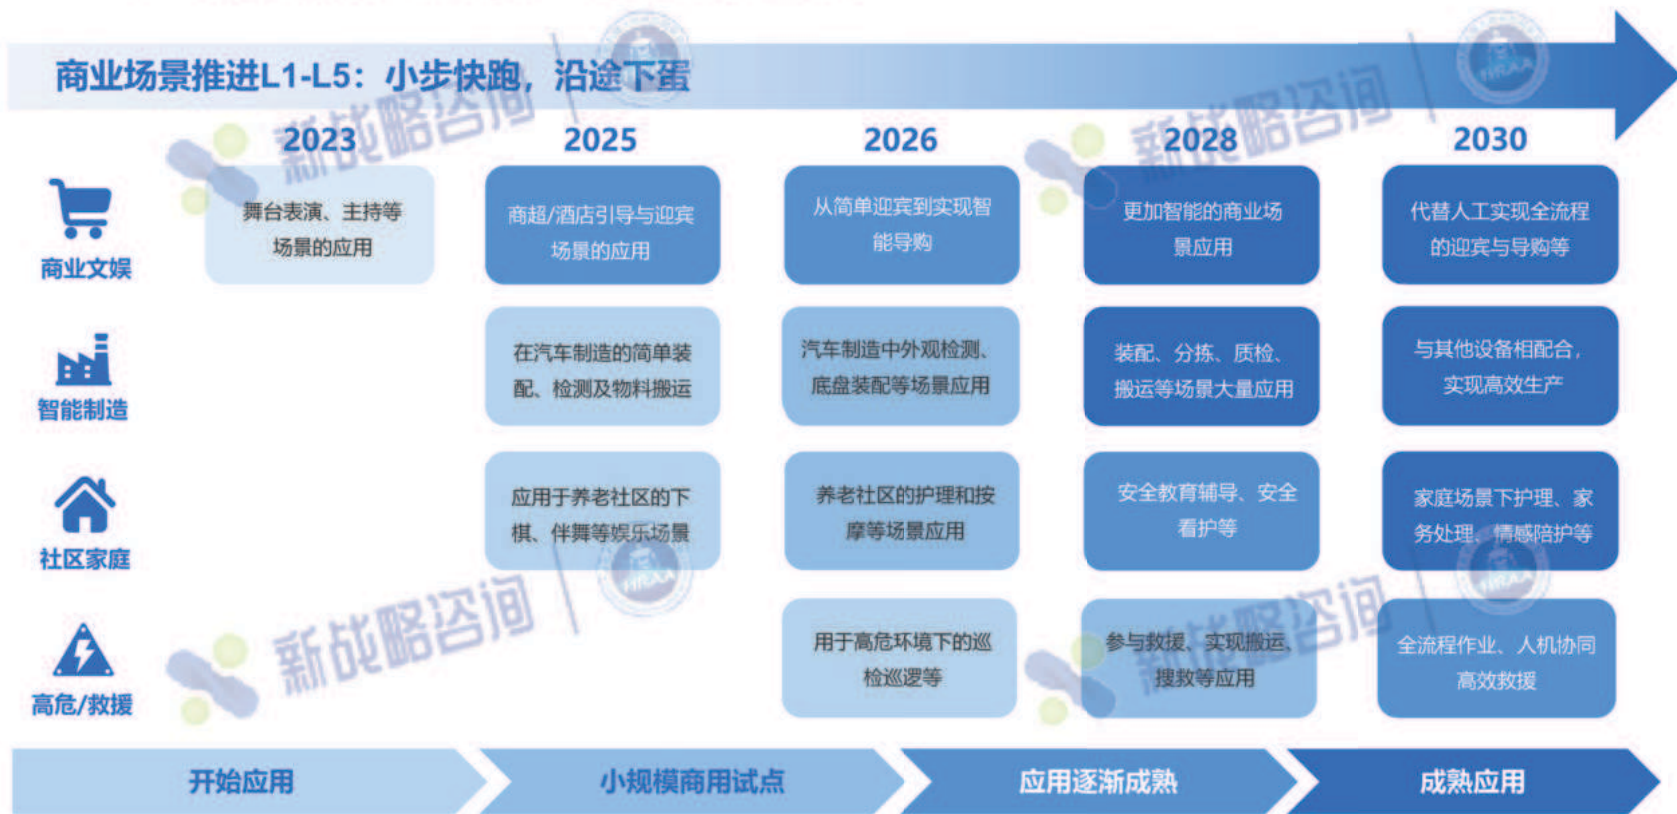 商业场景推进L1-L5：小步快跑，沿途下蛋
2023
2025
2026
2028
2030
商业文娱
舞台表演、主持等
场景的应用
商超/酒店引导与迎宾
场景的应用
从简单迎宾到实现智
能导购
更加智能的商业场
景应用
代替人工实现全流程
的迎宾与导购等
智能制造
在汽车制造的简单装
配、检测及物料搬运
汽车制造中外观检测、
底盘装配等场景应用
装配、分拣、质检、
搬运等场景大量应用
与其他设备相配合，
实现高效生产
社区家庭
应用于养老社区的下
棋、伴舞等娱乐场景
养老社区的护理和按
摩等场景应用
安全教育辅导、安全
看护等
家庭场景下护理、家
务处理、情感陪护等
高危/救援
用于高危环境下的巡
检巡逻等
参与救援、实现搬运、
搜救等应用
全流程作业、人机协同
高效救援
开始应用
小规模商用试点
应用逐渐成熟
成熟应用
新战略咨询
HRAA
新战略咨询
HRAA
新战略咨询
HRAA
新战略咨询
HRAA